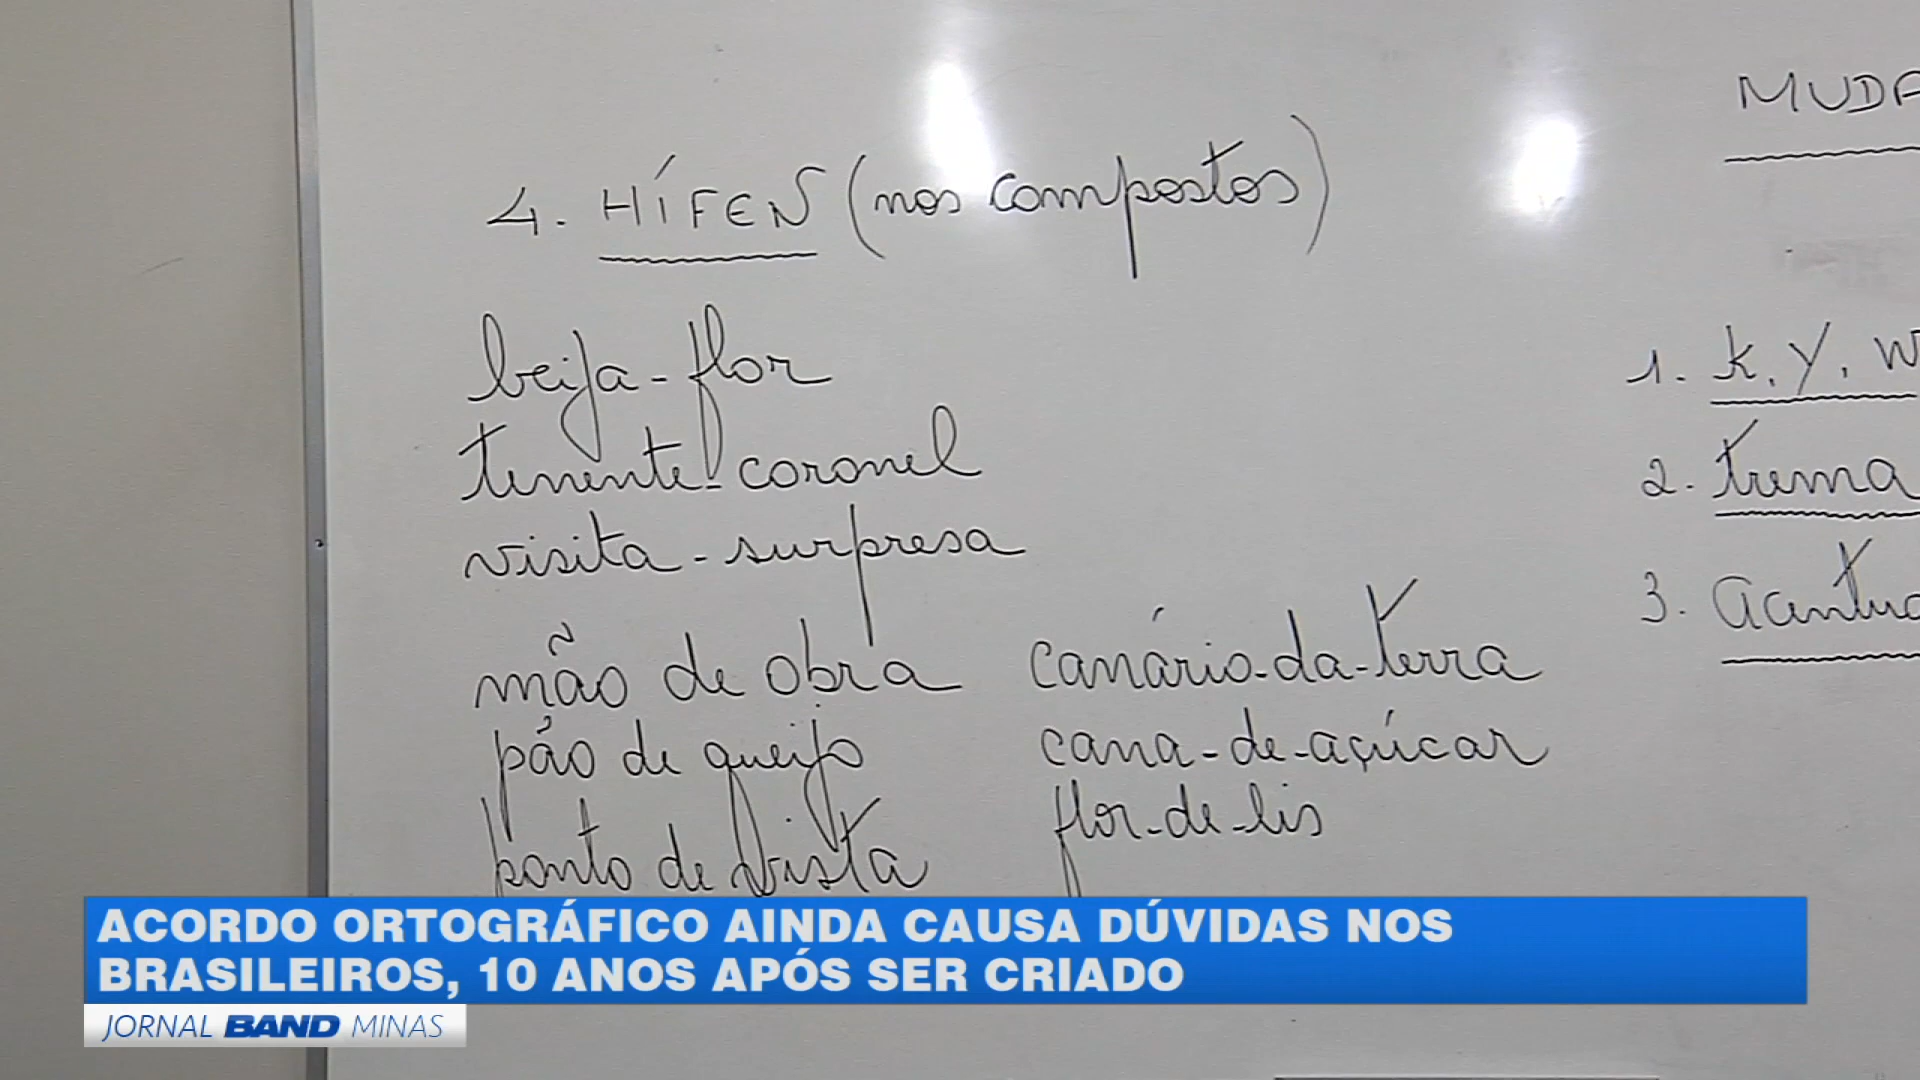 4. HÍFEN (nos compostos)
beija-flor
tenente-coronel
visita-surpresa
mão de obra
pão de queijo
ponto de vista
canário-da-terra
cana-de-açúcar
flor-de-lis
MUDA
1. K, Y, W
2. trema
3. acentua
ACORDO ORTOGRÁFICO AINDA CAUSA DÚVIDAS NOS
BRASILEIROS, 10 ANOS APÓS SER CRIADO
JORNAL BAND MINAS